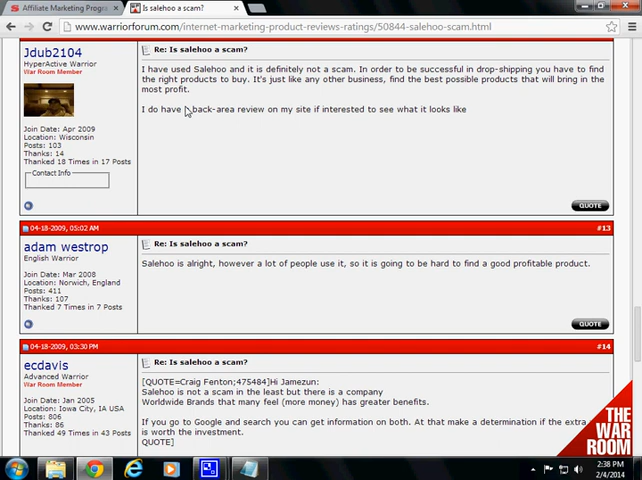 Affiliate Marketing Progra
Is salehoo a scam?
www.warriorforum.com/internet-marketing-product-reviews-ratings/50844-salehoo-scam.html
Jdub2104
HyperActive Warrior
War Room Member
Join Date: Apr 2009
Location: Wisconsin
Posts: 103
Thanks: 14
Thanked 18 Times in 17 Posts
Contact Info
Re: Is salehoo a scam?
I have used Salehoo and it is definitely not a scam. In order to be successful in drop-shipping you have to find
the right products to buy. It's just like any other business, find the best possible products that will bring in the
most profit.
I do have back-area review on my site if interested to see what it looks like
QUOTE
04-18-2009, 05:02 AM
#13
adam westrop
English Warrior
Join Date: Mar 2008
Location: Norwich, England
Posts: 411
Thanks: 107
Thanked 7 Times in 7 Posts
Re: Is salehoo a scam?
Salehoo is alright, however a lot of people use it, so it is going to be hard to find a good profitable product.
QUOTE
04-18-2009, 03:30 PM
#14
ecdavis
Advanced Warrior
War Room Member
Join Date: Jan 2005
Location: Iowa City, IA USA
Posts: 806
Thanks: 86
Thanked 49 Times in 43 Posts
Re: Is salehoo a scam?
[QUOTE=Craig Fenton;475484]Hi Jamezun:
Salehoo is not a scam in the least but there is a company
Worldwide Brands that many feel (more money) has greater benefits.
If you go to Google and search you can get information on both. At that make a determination if the extra
is worth the investment.
QUOTE]
THE
WAR
ROOM
2:38 PM
2/4/2014